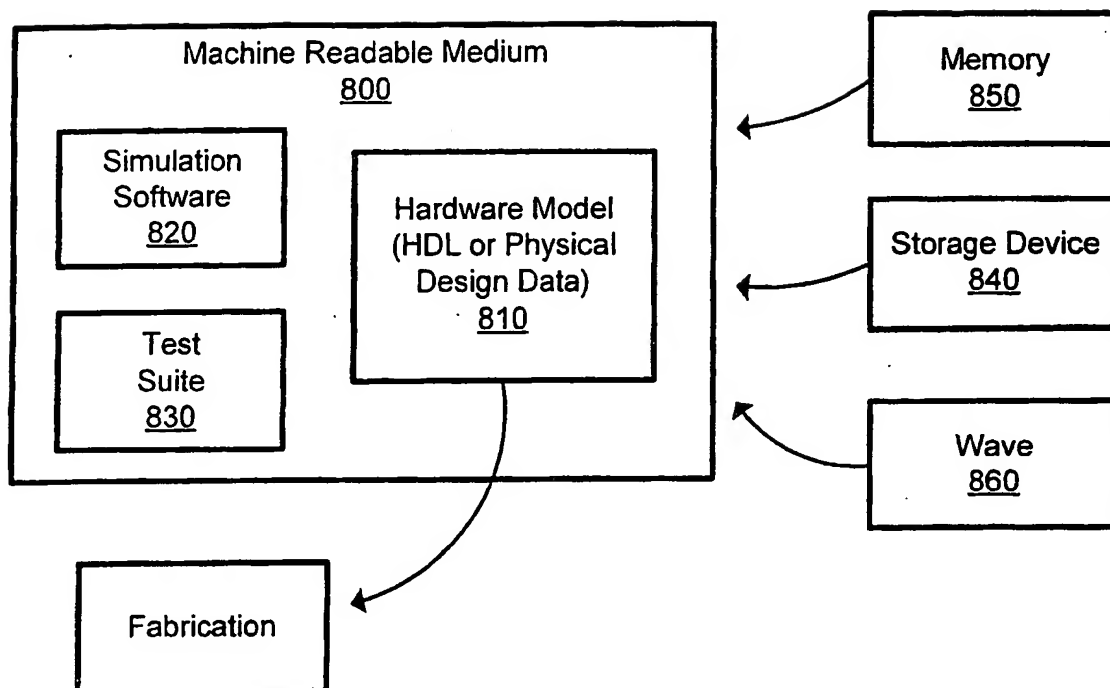 Machine Readable Medium
800
Simulation
Software
820
Test
Suite
830
Hardware Model
(HDL or Physical
Design Data)
810
Memory
850
Storage Device
840
Wave
860
Fabrication